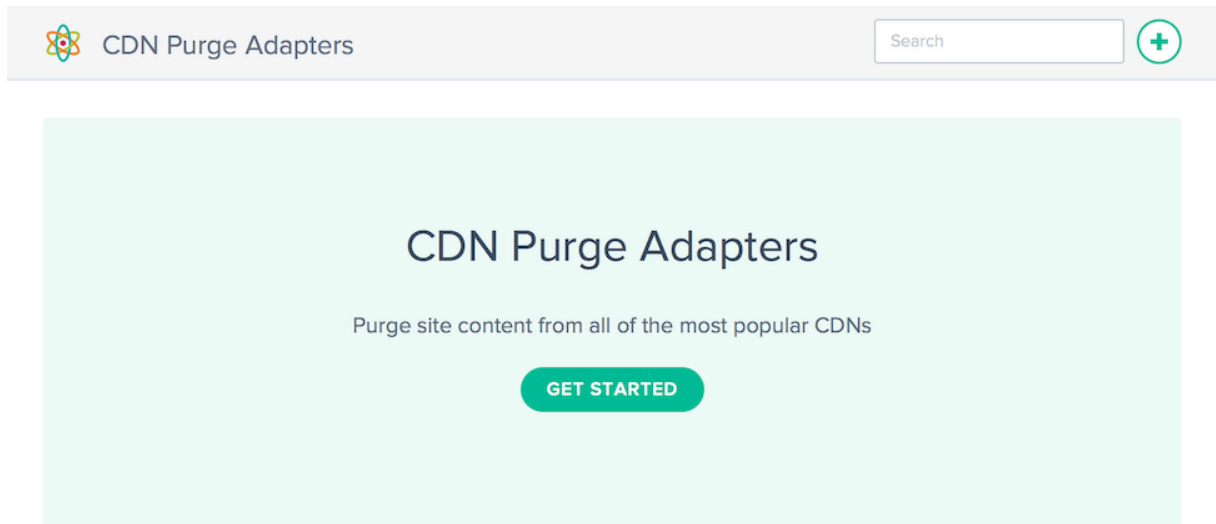 CDN Purge Adapters
Search
CDN Purge Adapters
Purge site content from all of the most popular CDNs
GET STARTED